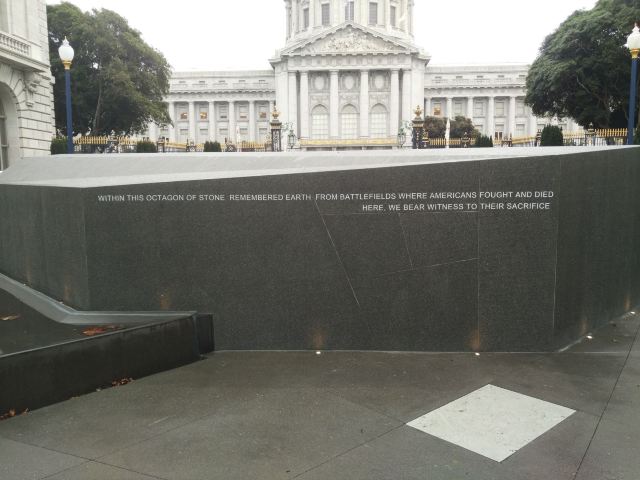 WITHIN THIS OCTAGON OF STONE REMEMBERED EARTH FROM BATTLEFIELDS WHERE AMERICANS FOUGHT AND DIED
HERE, WE BEAR WITNESS TO THEIR SACRIFICE